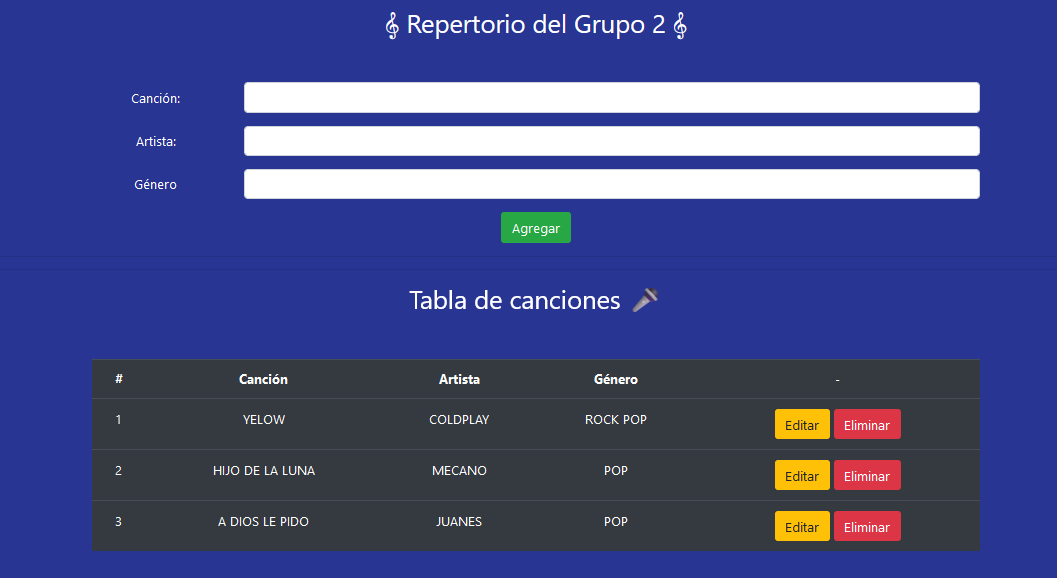 Repertorio del Grupo 2
Canción:
Artista:
Género
Agregar
Tabla de canciones
# Canción Artista Género -
1 YELOW COLDPLAY ROCK POP Editar Eliminar
2 HIJO DE LA LUNA MECANO POP Editar Eliminar
3 A DIOS LE PIDO JUANES POP Editar Eliminar